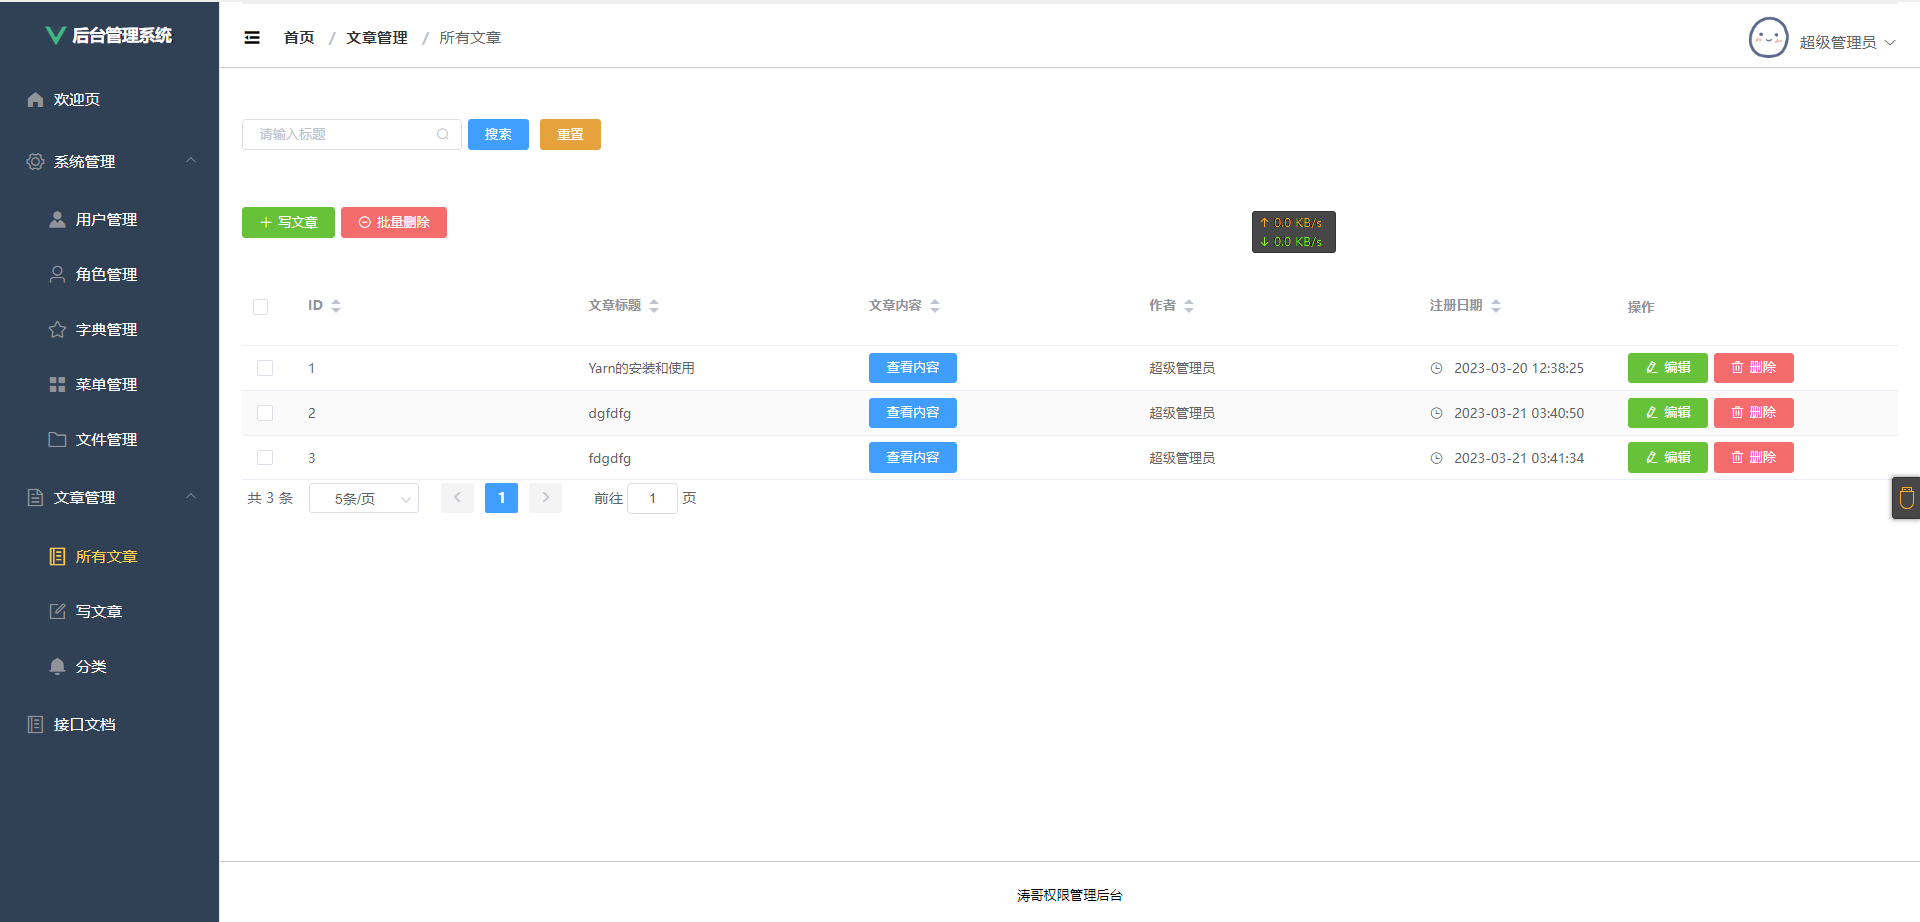 后台管理系统
首页 / 文章管理 / 所有文章
超级管理员
欢迎页
系统管理
用户管理
角色管理
字典管理
菜单管理
文件管理
文章管理
所有文章
写文章
分类
接口文档
请输入标题 搜索 重置
写文章 批量删除
↑ 0.0 KB/s
↓ 0.0 KB/s
ID 文章标题 文章内容 作者 注册日期 操作
1 Yarn的安装和使用 查看内容 超级管理员 2023-03-20 12:38:25 编辑 删除
2 dgfdfg 查看内容 超级管理员 2023-03-21 03:40:50 编辑 删除
3 fdgdfg 查看内容 超级管理员 2023-03-21 03:41:34 编辑 删除
共 3 条 5条/页 1 前往 1 页
涛哥权限管理后台